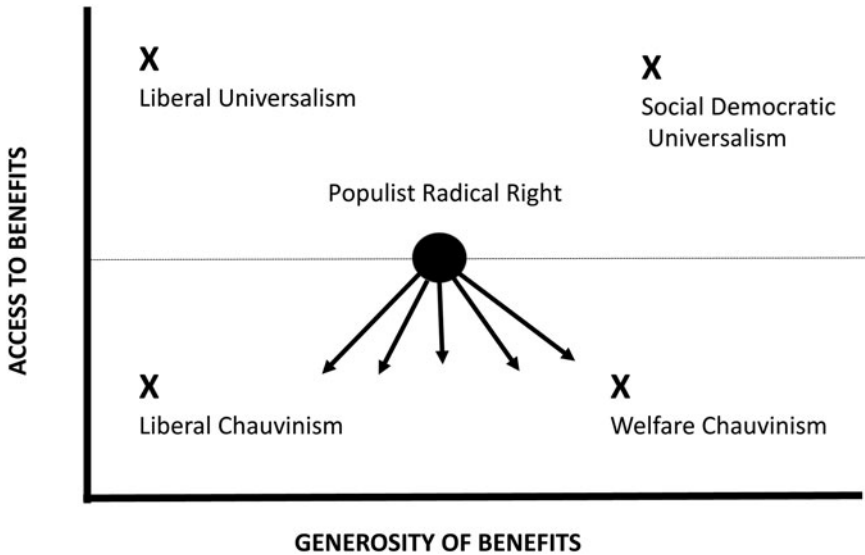 X
Liberal Universalism
X
Social Democratic
Universalism
Populist Radical Right
ACCESS TO BENEFITS
X
Liberal Chauvinism
X
Welfare Chauvinism
GENEROSITY OF BENEFITS